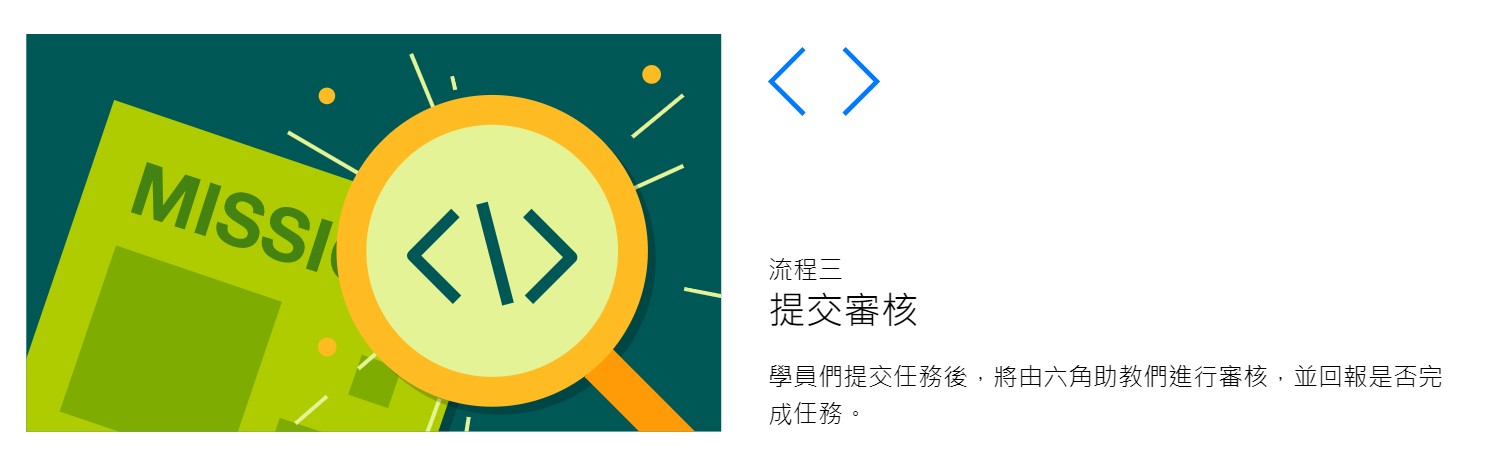 MISSI
</>
流程三
提交審核
學員們提交任務後，將由六角助教們進行審核，並回報是否完
成任務。